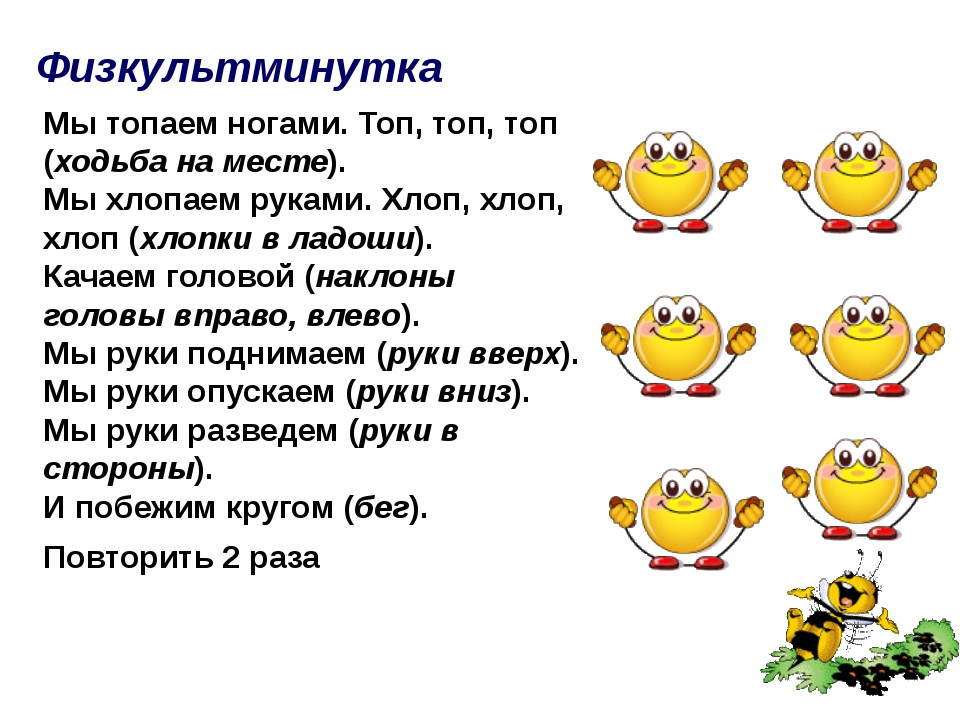 Физкультминутка
Мы топаем ногами. Топ, топ, топ
(ходьба на месте).
Мы хлопаем руками. Хлоп, хлоп,
хлоп (хлопки в ладоши).
Качаем головой (наклоны
головы вправо, влево).
Мы руки поднимаем (руки вверх).
Мы руки опускаем (руки вниз).
Мы руки разведем (руки в
стороны).
И побежим кругом (бег).
Повторить 2 раза